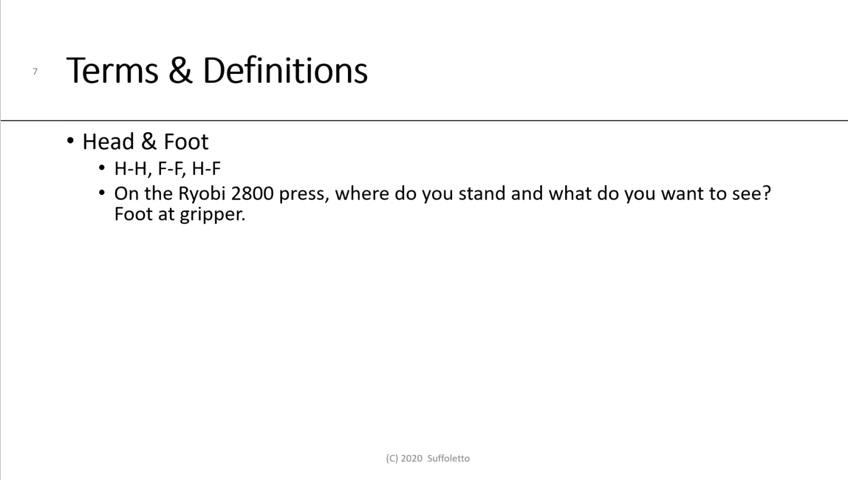 7
Terms & Definitions
• Head & Foot
• H-H, F-F, H-F
• On the Ryobi 2800 press, where do you stand and what do you want to see?
Foot at gripper.
(C) 2020 Suffoletto